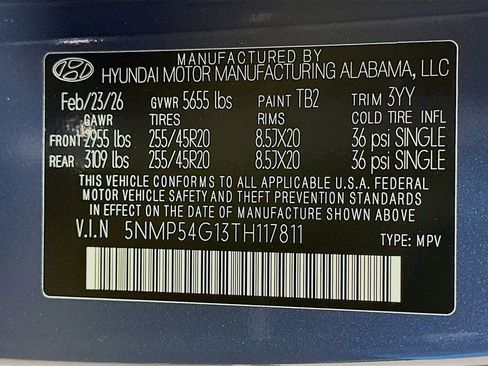 MANUFACTURED BY
HYUNDAI MOTOR MANUFACTURING ALABAMA, LLC
Feb/23/26 GVWR 5655 lbs PAINT TB2 TRIM 3YY
GAWR TIRES RIMS COLD TIRE INFL
FRONT 2955 lbs 255/45R20 8.5JX20 36 psi SINGLE
REAR 3109 lbs 255/45R20 8.5JX20 36 psi SINGLE
THIS VEHICLE CONFORMS TO ALL APPLICABLE U.S.A. FEDERAL
MOTOR VEHICLE SAFETY AND THEFT PREVENTION STANDARDS
IN EFFECT ON THE DATE OF MANUFACTURE SHOWN ABOVE.
V.I.N 5NMP54G13TH117811
TYPE: MPV